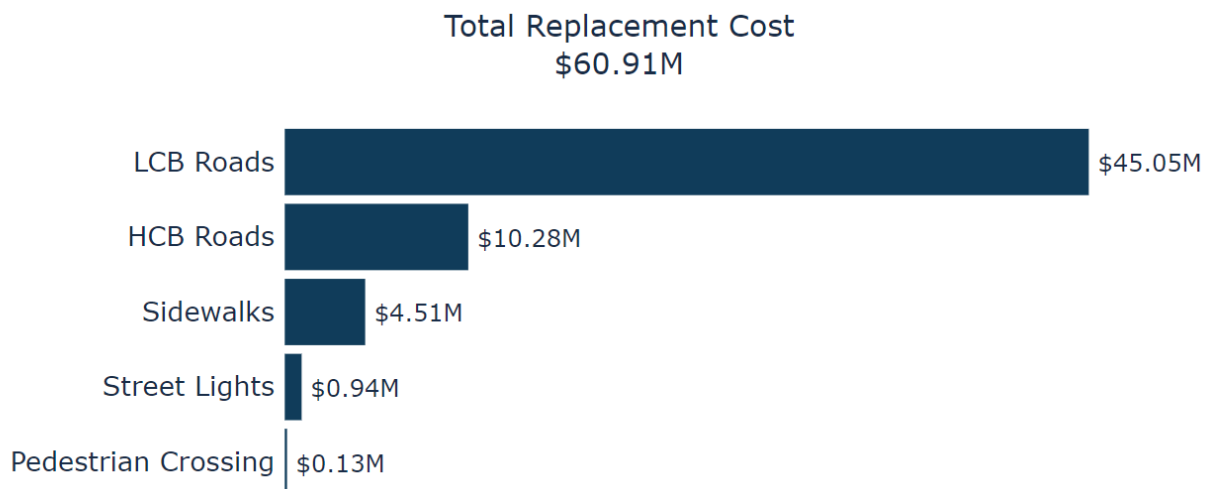 Total Replacement Cost
$60.91M
LCB Roads $45.05M
HCB Roads $10.28M
Sidewalks $4.51M
Street Lights $0.94M
Pedestrian Crossing $0.13M